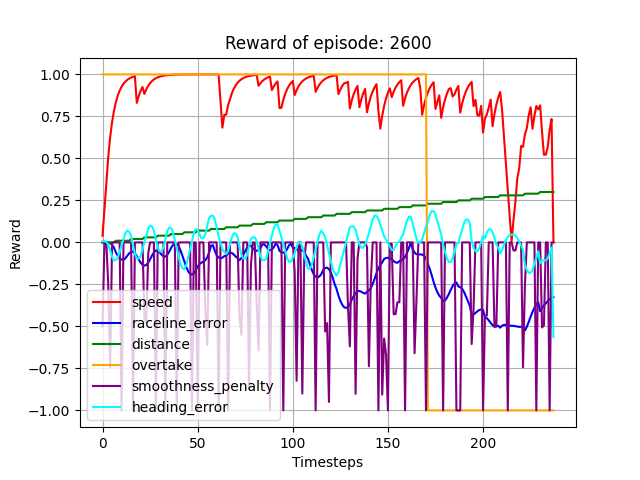 Reward of episode: 2600
1.00
0.75
0.50
0.25
0.00
−0.25
−0.50
−0.75
−1.00
Reward
speed
raceline_error
distance
overtake
smoothness_penalty
heading_error
0 50 100 150 200
Timesteps